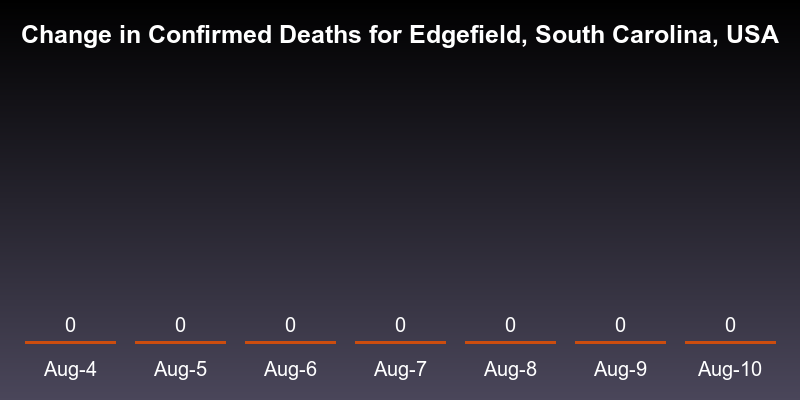 Change in Confirmed Deaths for Edgefield, South Carolina, USA
0 0 0 0 0 0 0
Aug-4 Aug-5 Aug-6 Aug-7 Aug-8 Aug-9 Aug-10